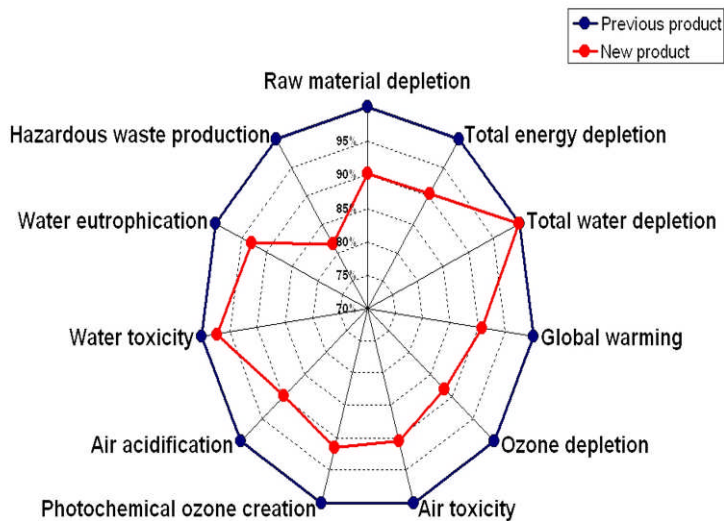 Previous product
New product
Raw material depletion
Hazardous waste production
Total energy depletion
95%
90%
85%
80%
75%
70%
Water eutrophication
Total water depletion
Water toxicity
Global warming
Air acidification
Ozone depletion
Photochemical ozone creation
Air toxicity